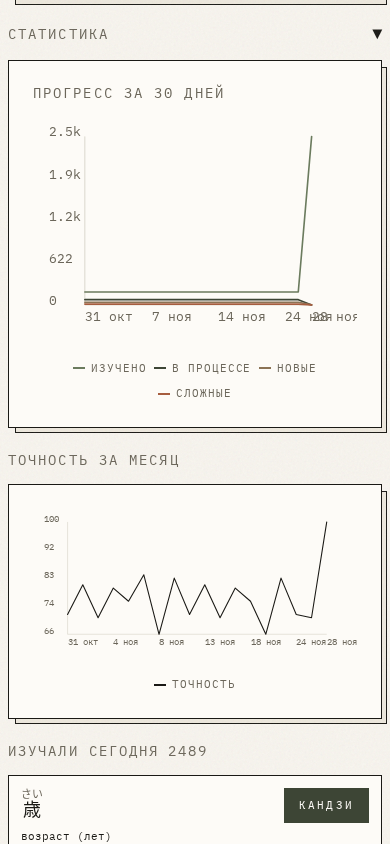 СТАТИСТИКА ▼
ПРОГРЕСС ЗА 30 ДНЕЙ
2.5k
1.9k
1.2k
622
0
31 окт 7 ноя 14 ноя 24 ноя 28 ноя
ИЗУЧЕНО В ПРОЦЕССЕ НОВЫЕ
СЛОЖНЫЕ
ТОЧНОСТЬ ЗА МЕСЯЦ
100
92
83
74
66
31 окт 4 ноя 8 ноя 13 ноя 18 ноя 24 ноя 28 ноя
ТОЧНОСТЬ
ИЗУЧАЛИ СЕГОДНЯ 2489
さい
歳
КАНДЗИ
возраст (лет)